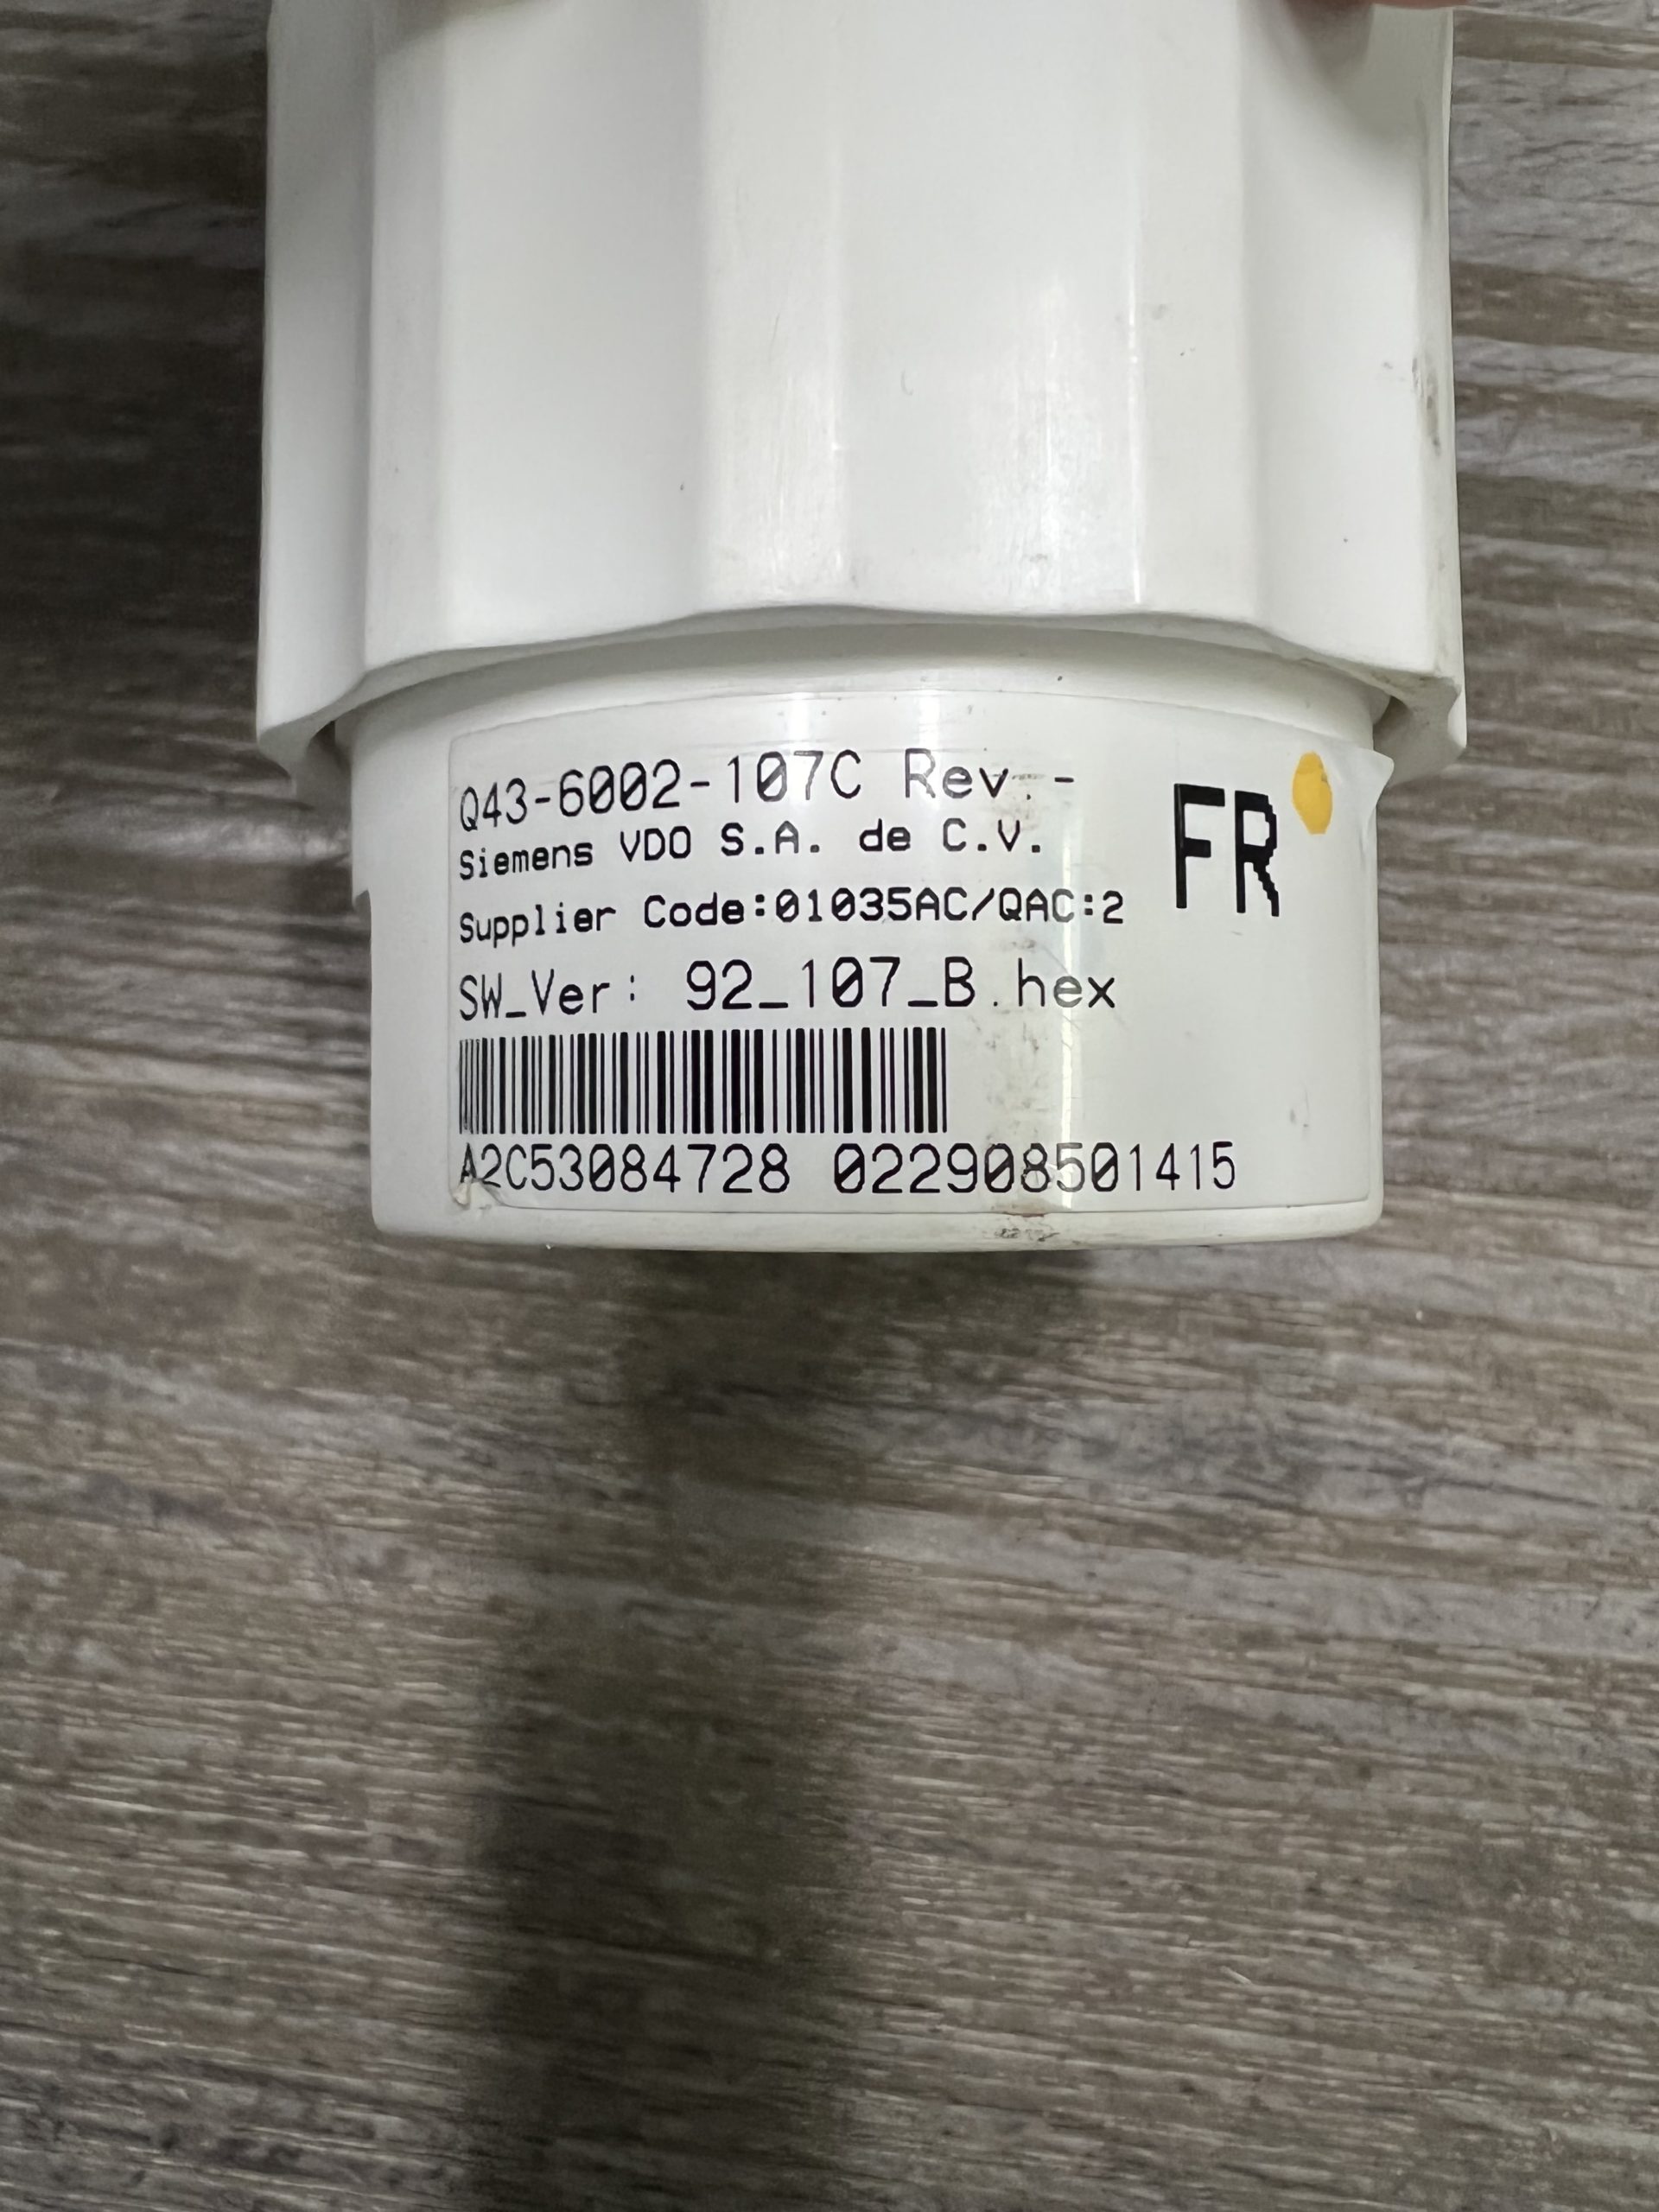 Q43-6002-107C Rev. -
Siemens VDO S.A. de C.V.
FR
Supplier Code:01035AC/QAC:2
SW_Ver: 92_107_B.hex
A2C53084728 022908501415